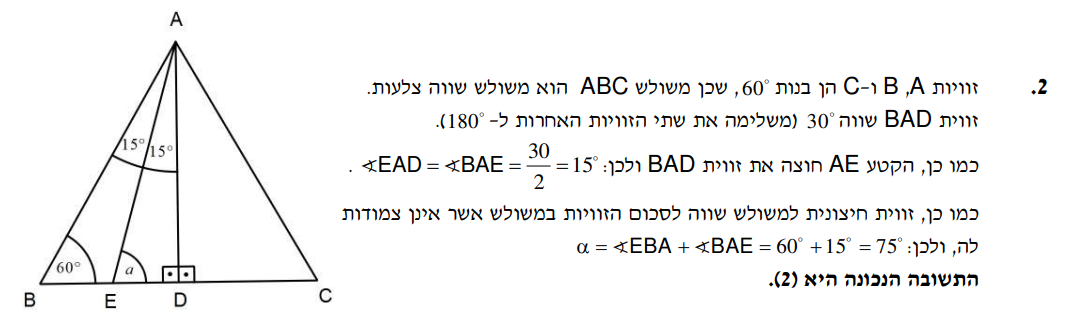 2. זוויות A, B ו-C הן בנות 60°, שכן משולש ABC הוא משולש שווה צלעות.
זווית BAD שווה 30° (משלימה את שתי הזוויות האחרות ל- 180°).
כמו כן, הקטע AE חוצה את זווית BAD ולכן: ∢EAD = ∢BAE = 30/2 = 15° .
כמו כן, זווית חיצונית למשולש שווה לסכום הזוויות במשולש אשר אינן צמודות
לה, ולכן: α = ∢EBA + ∢BAE = 60° + 15° = 75°
התשובה הנכונה היא (2).
A
15° 15°
60° a
B E D C